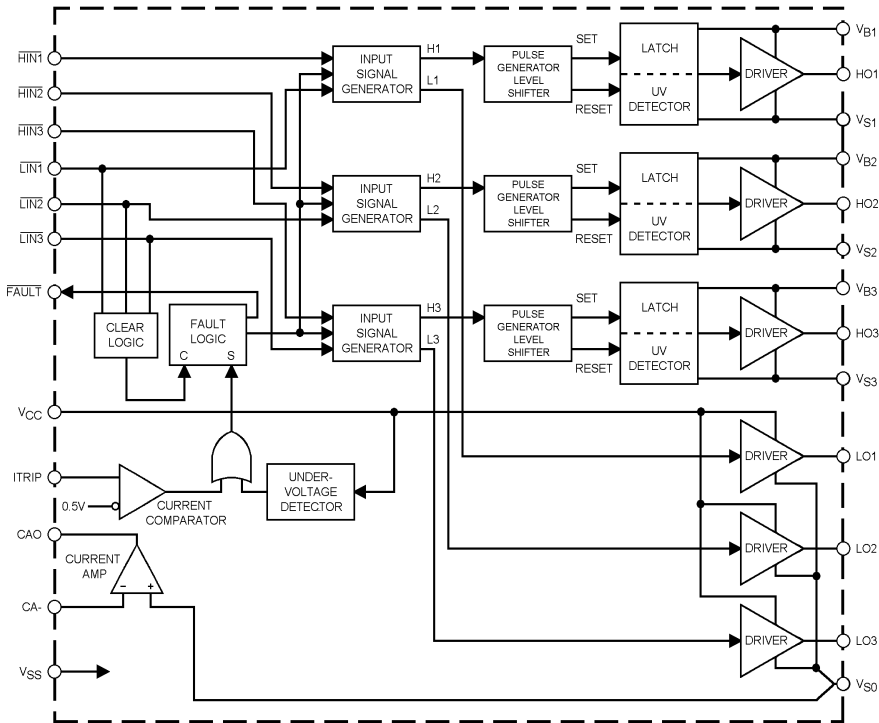 HIN1
HIN2
HIN3
LIN1
LIN2
LIN3
FAULT
VCC
ITRIP
0.5V
CAO
CA-
VSS
CLEAR
LOGIC
FAULT
LOGIC
C S
CURRENT
COMPARATOR
UNDER-
VOLTAGE
DETECTOR
CURRENT
AMP
- +
INPUT
SIGNAL
GENERATOR
H1
L1
PULSE
GENERATOR
LEVEL
SHIFTER
SET
RESET
LATCH
UV
DETECTOR
DRIVER
VB1
HO1
VS1
INPUT
SIGNAL
GENERATOR
H2
L2
PULSE
GENERATOR
LEVEL
SHIFTER
SET
RESET
LATCH
UV
DETECTOR
DRIVER
VB2
HO2
VS2
INPUT
SIGNAL
GENERATOR
H3
L3
PULSE
GENERATOR
LEVEL
SHIFTER
SET
RESET
LATCH
UV
DETECTOR
DRIVER
VB3
HO3
VS3
DRIVER
LO1
DRIVER
LO2
DRIVER
LO3
VS0